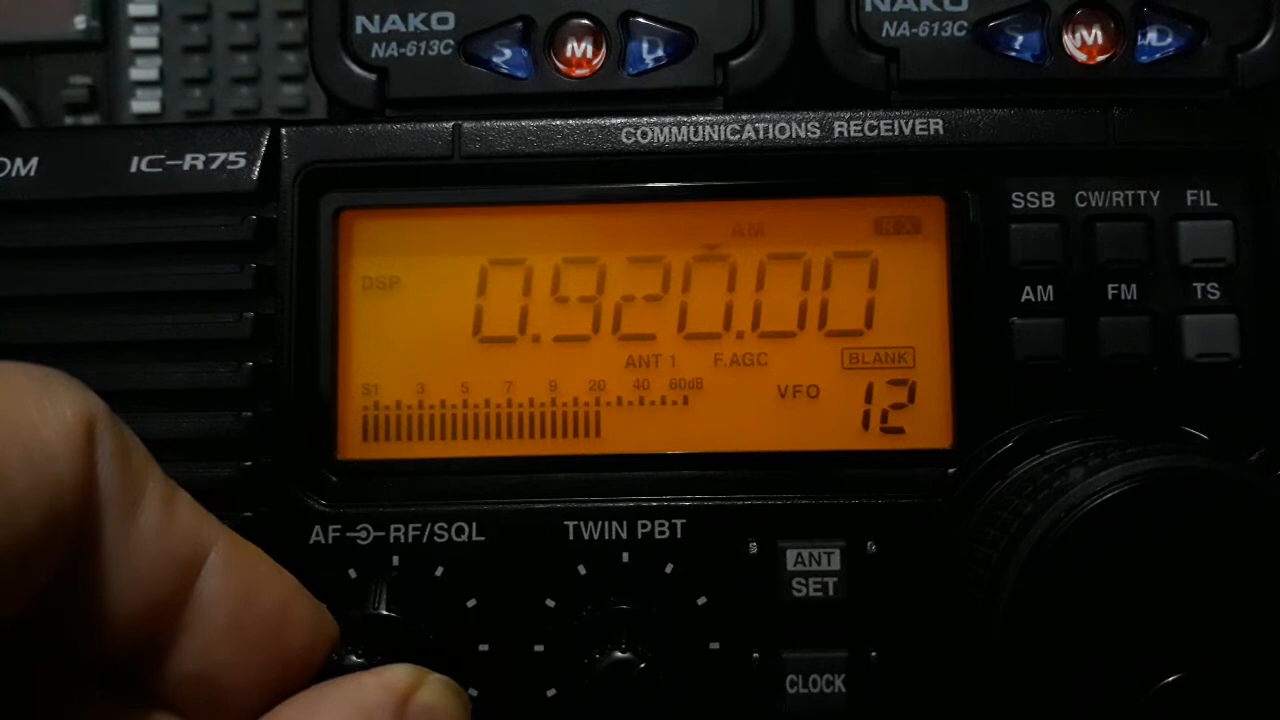 NAKO
NA-613C
S M D
NAKO
NA-613C
S M D
COMMUNICATIONS RECEIVER
OM IC-R75
AM RX
DSP
0.920.00
ANT 1 F.AGC BLANK
S1 3 5 7 9 20 40 60dB
VFO 12
SSB CW/RTTY FIL
AM FM TS
AF RF/SQL
TWIN PBT
ANT
SET
CLOCK